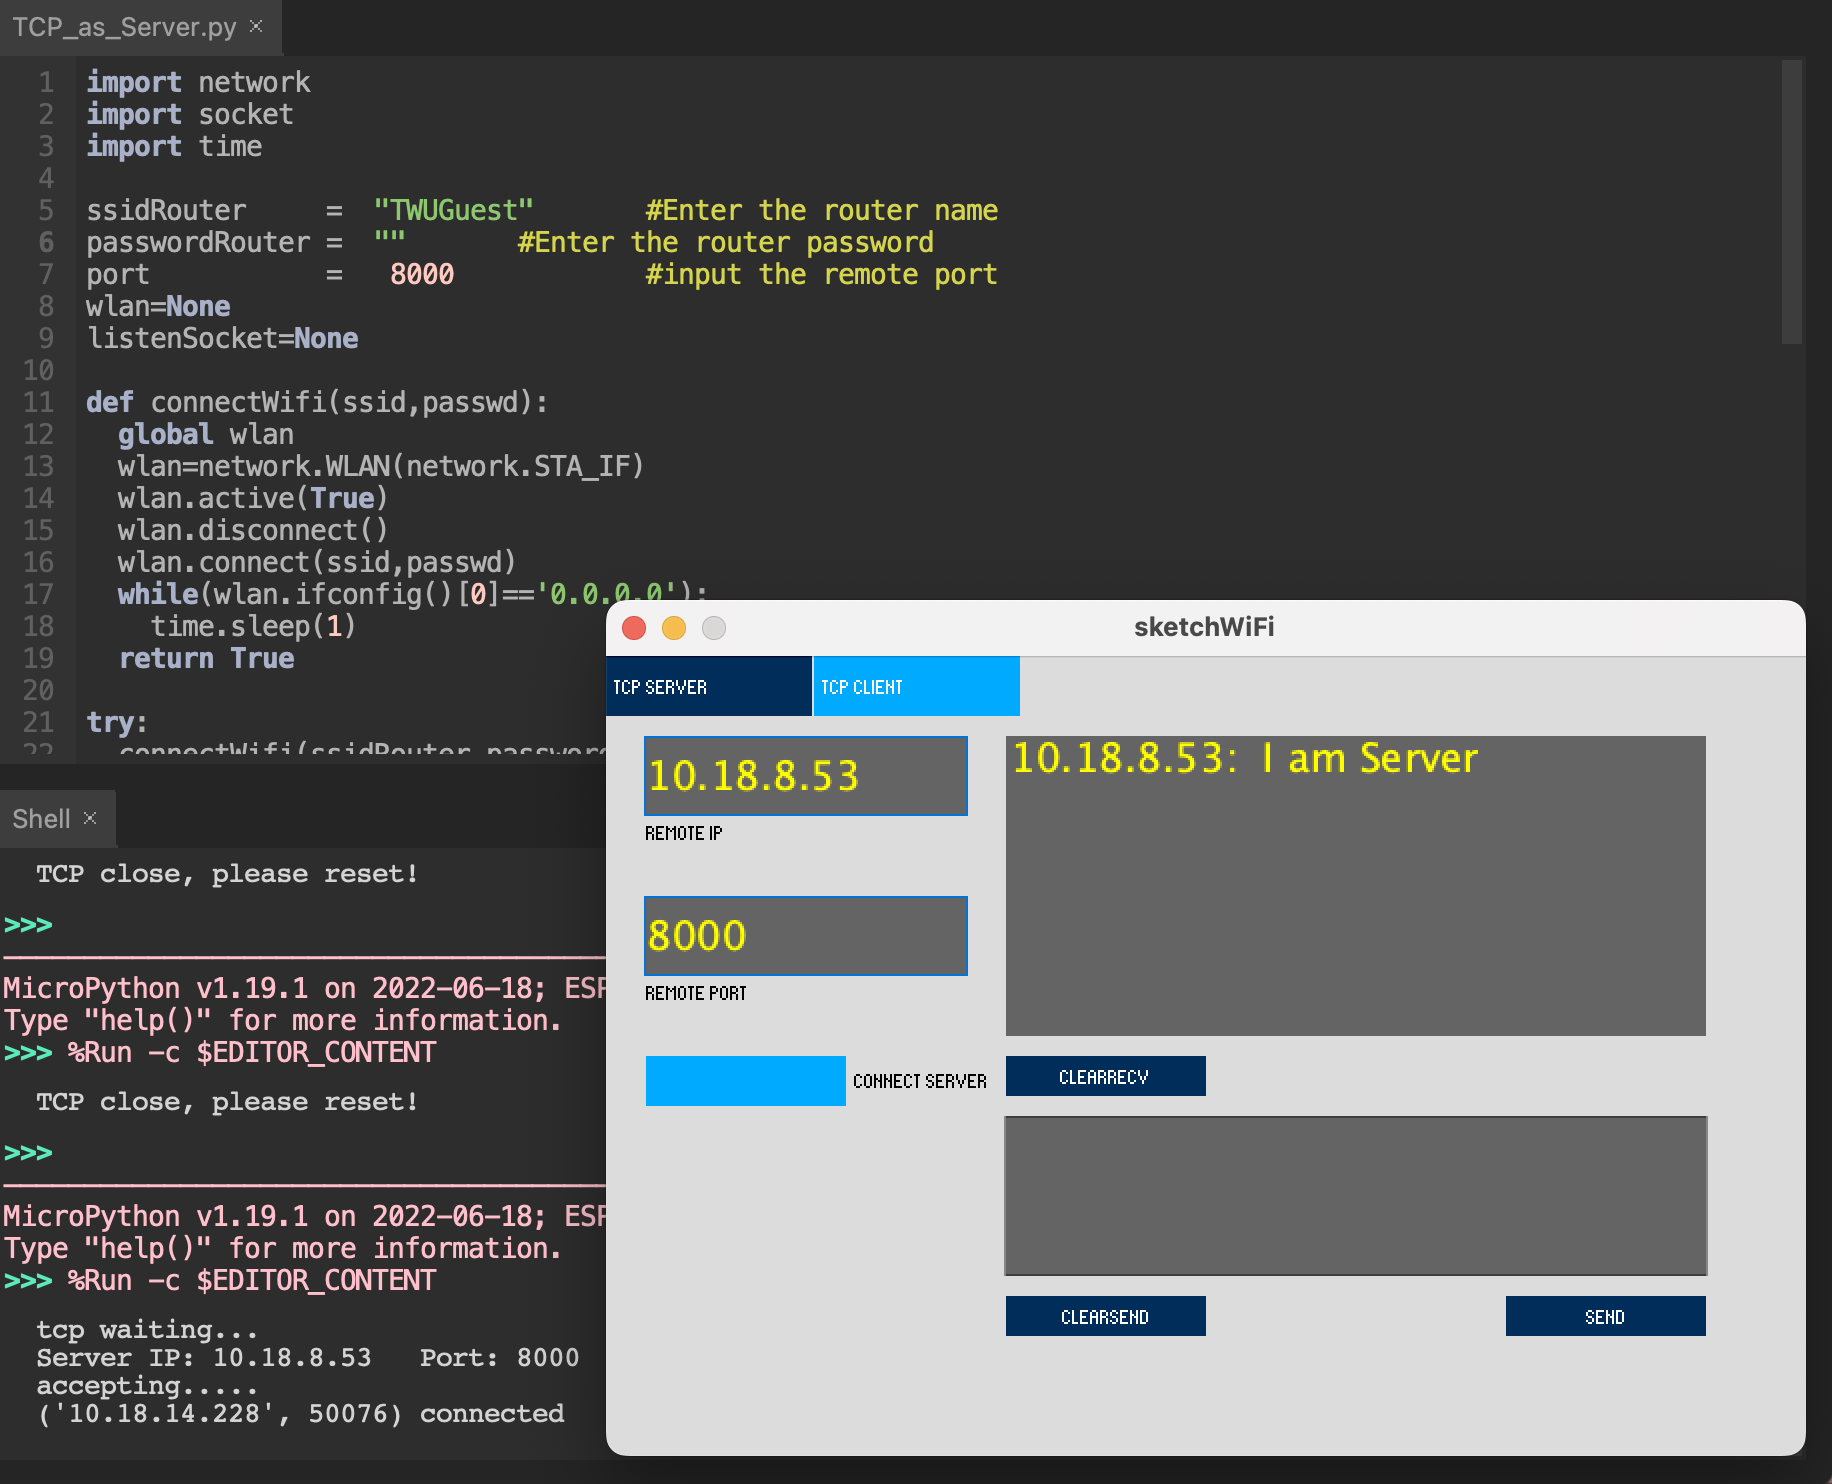 TCP_as_Server.py ×
1 import network
2 import socket
3 import time
4
5 ssidRouter     =  "TWUGuest"       #Enter the router name
6 passwordRouter =  ""       #Enter the router password
7 port           =   8000            #input the remote port
8 wlan=None
9 listenSocket=None
10
11 def connectWifi(ssid,passwd):
12   global wlan
13   wlan=network.WLAN(network.STA_IF)
14   wlan.active(True)
15   wlan.disconnect()
16   wlan.connect(ssid,passwd)
17   while(wlan.ifconfig()[0]=='0.0.0.0'):
18     time.sleep(1)
19   return True
20
21 try:
22   connectWifi(ssidRouter,password
Shell ×
TCP close, please reset!
>>>
MicroPython v1.19.1 on 2022-06-18; ESP
Type "help()" for more information.
>>> %Run -c $EDITOR_CONTENT
TCP close, please reset!
>>>
MicroPython v1.19.1 on 2022-06-18; ESP
Type "help()" for more information.
>>> %Run -c $EDITOR_CONTENT
tcp waiting...
Server IP: 10.18.8.53   Port: 8000
accepting.....
('10.18.14.228', 50076) connected
sketchWiFi
TCP SERVER
TCP CLIENT
10.18.8.53
REMOTE IP
8000
REMOTE PORT
CONNECT SERVER
10.18.8.53:  I am Server
CLEARRECV
CLEARSEND
SEND